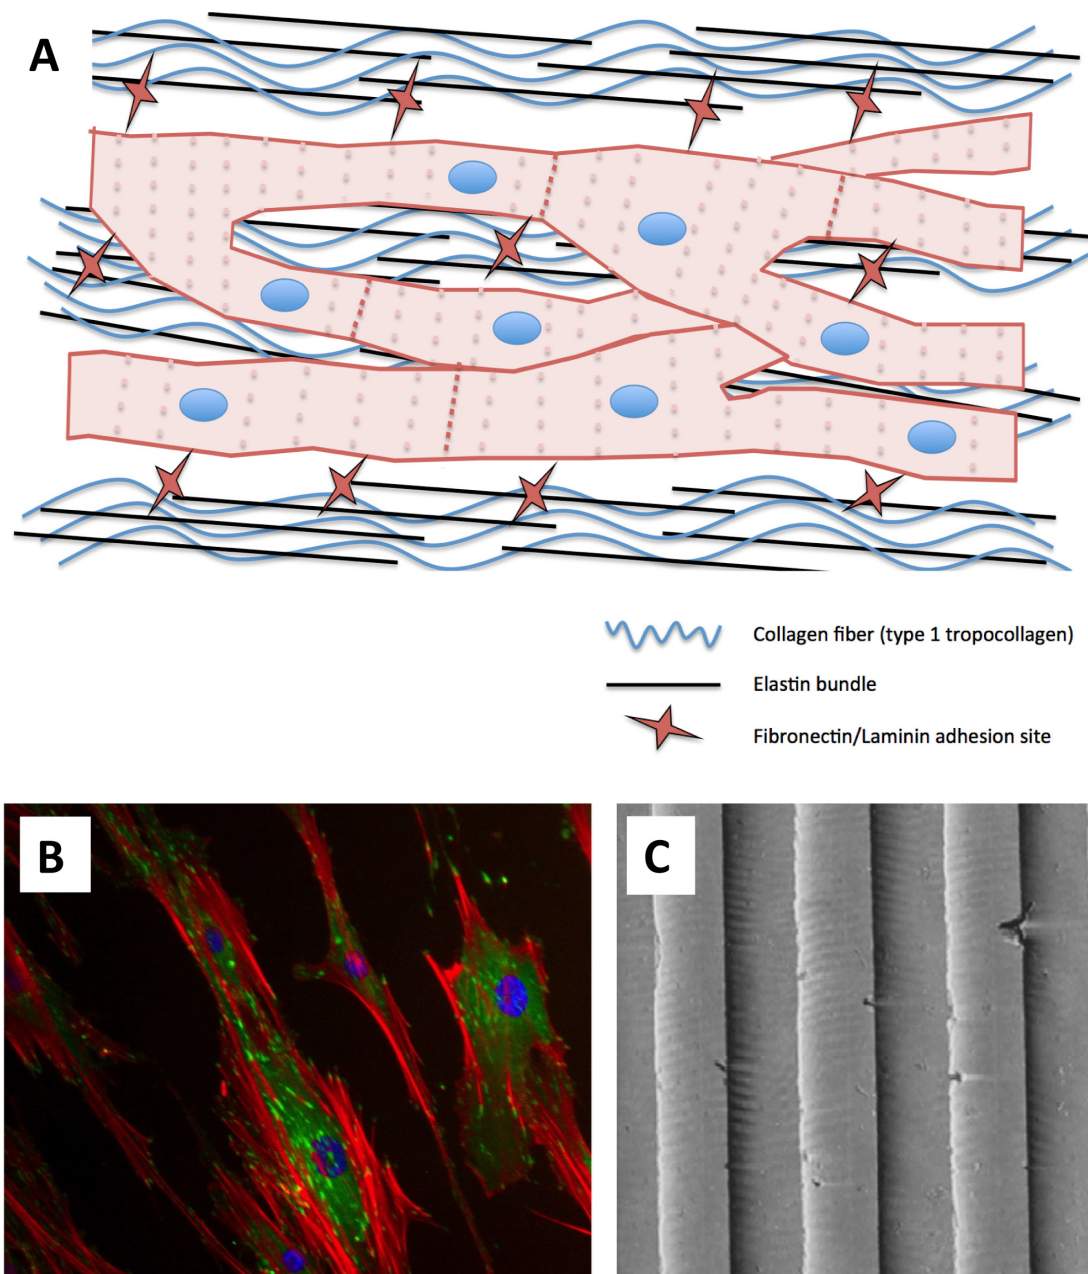 A
Collagen fiber (type 1 tropocollagen)
Elastin bundle
Fibronectin/Laminin adhesion site
B
C